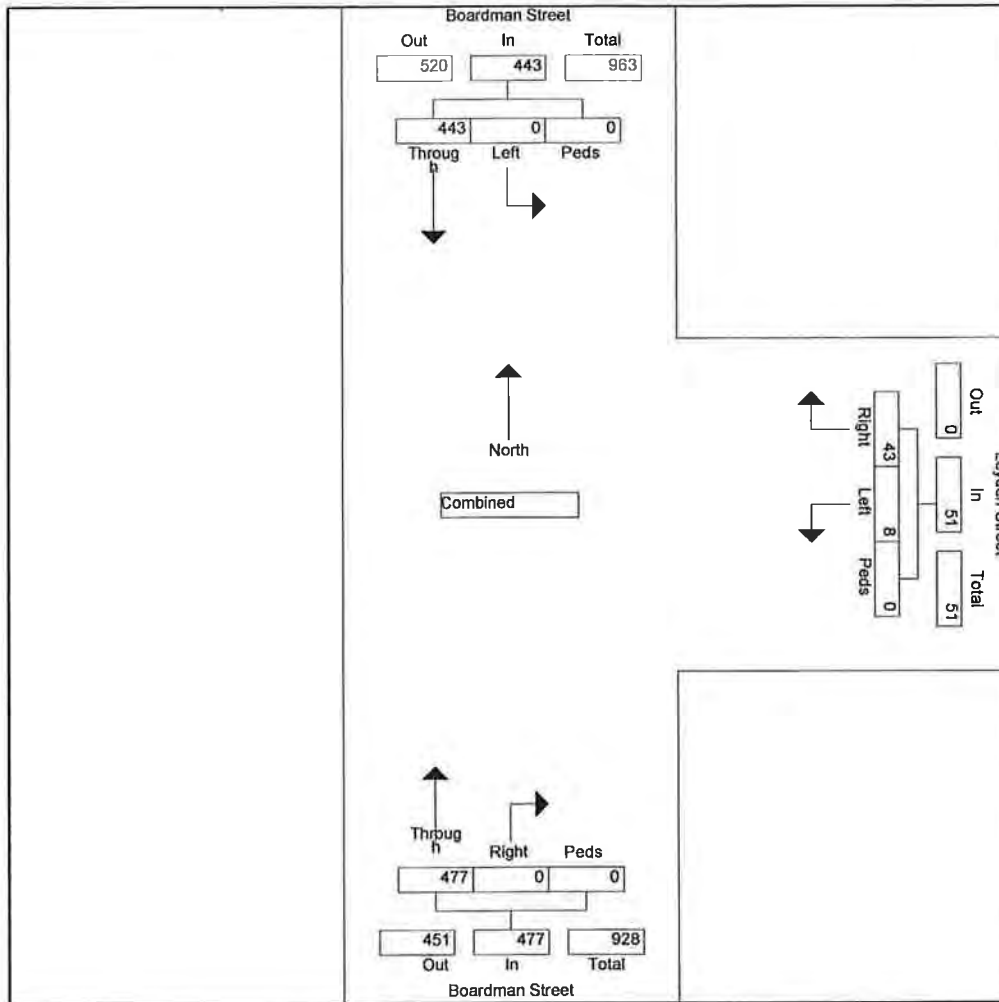 Boardman Street
Out In Total
520 443 963
443 0 0
Throug Left Peds
h
North
Combined
Out In Total
0 51 51
43 8 0
Right Left Peds
Street
Throug Right Peds
h
477 0 0
451 477 928
Out In Total
Boardman Street